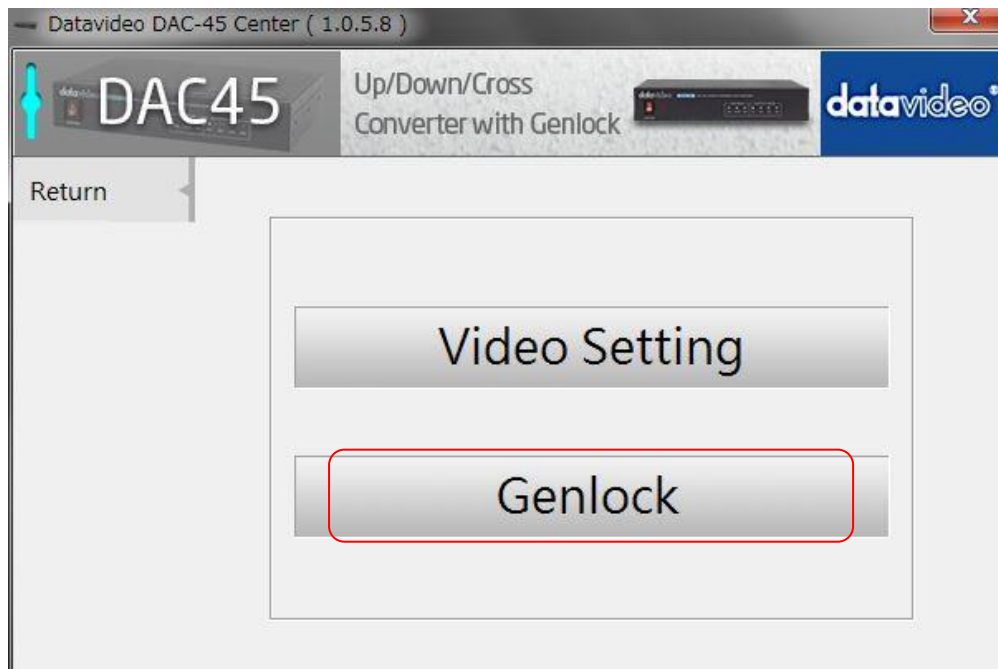 Datavideo DAC-45 Center ( 1.0.5.8 )
x
DAC45
Up/Down/Cross
Converter with Genlock
datavideo®
Return
Video Setting
Genlock